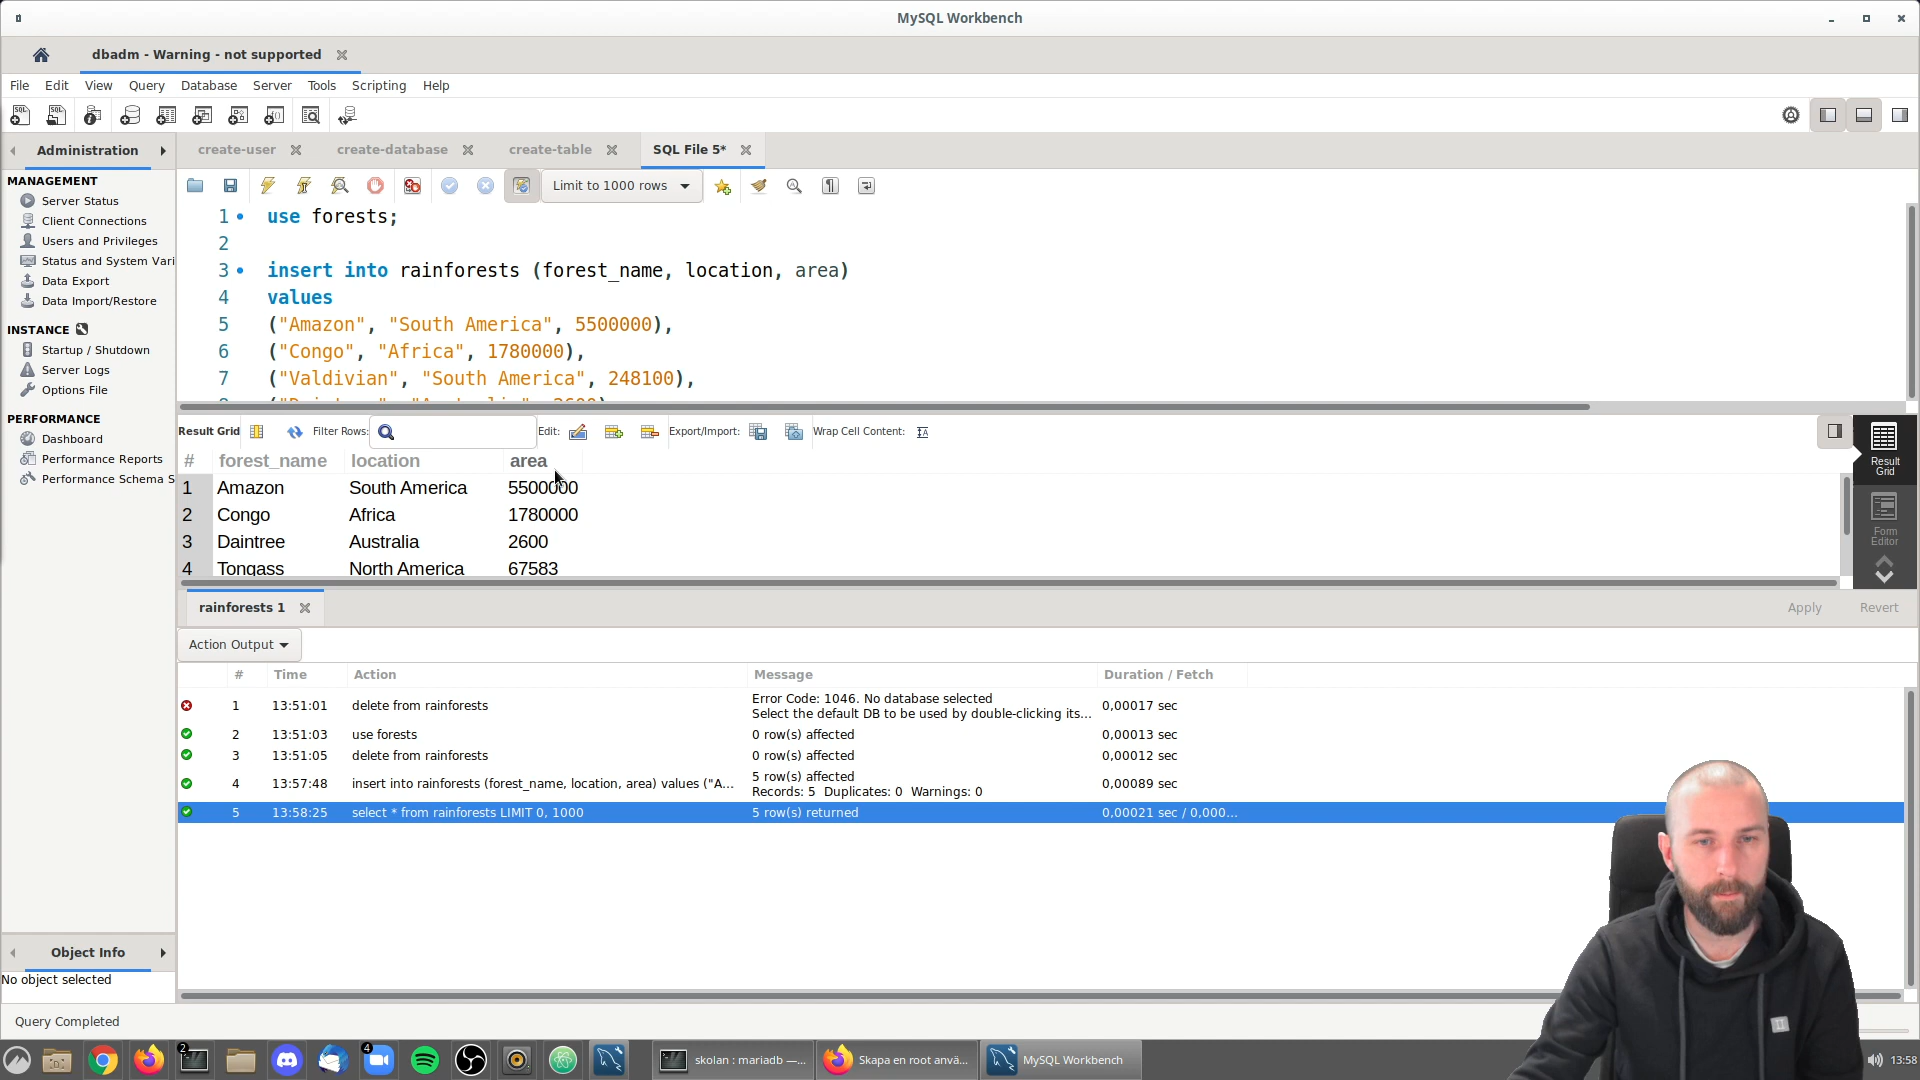 MySQL Workbench
dbadm - Warning - not supported
File Edit View Query Database Server Tools Scripting Help
Administration
create-user
create-database
create-table
SQL File 5*
MANAGEMENT
Server Status
Client Connections
Users and Privileges
Status and System Vari
Data Export
Data Import/Restore
INSTANCE
Startup / Shutdown
Server Logs
Options File
PERFORMANCE
Dashboard
Performance Reports
Performance Schema S
Limit to 1000 rows
1 use forests;
2
3 insert into rainforests (forest_name, location, area)
4 values
5 ("Amazon", "South America", 5500000),
6 ("Congo", "Africa", 1780000),
7 ("Valdivian", "South America", 248100),
Result Grid Filter Rows: Edit: Export/Import: Wrap Cell Content:
# forest_name location area
1 Amazon South America 5500000
2 Congo Africa 1780000
3 Daintree Australia 2600
4 Tongass North America 67583
Result
Grid
Form
Editor
rainforests 1
Apply Revert
Action Output
# Time Action Message Duration / Fetch
1 13:51:01 delete from rainforests Error Code: 1046. No database selected
Select the default DB to be used by double-clicking its... 0,00017 sec
2 13:51:03 use forests 0 row(s) affected 0,00013 sec
3 13:51:05 delete from rainforests 0 row(s) affected 0,00012 sec
4 13:57:48 insert into rainforests (forest_name, location, area) values ("A... 5 row(s) affected
Records: 5 Duplicates: 0 Warnings: 0 0,00089 sec
5 13:58:25 select * from rainforests LIMIT 0, 1000 5 row(s) returned 0,00021 sec / 0,000...
Object Info
No object selected
Query Completed
2
4
skolan : mariadb —...
Skapa en root anvä...
MySQL Workbench
13:58